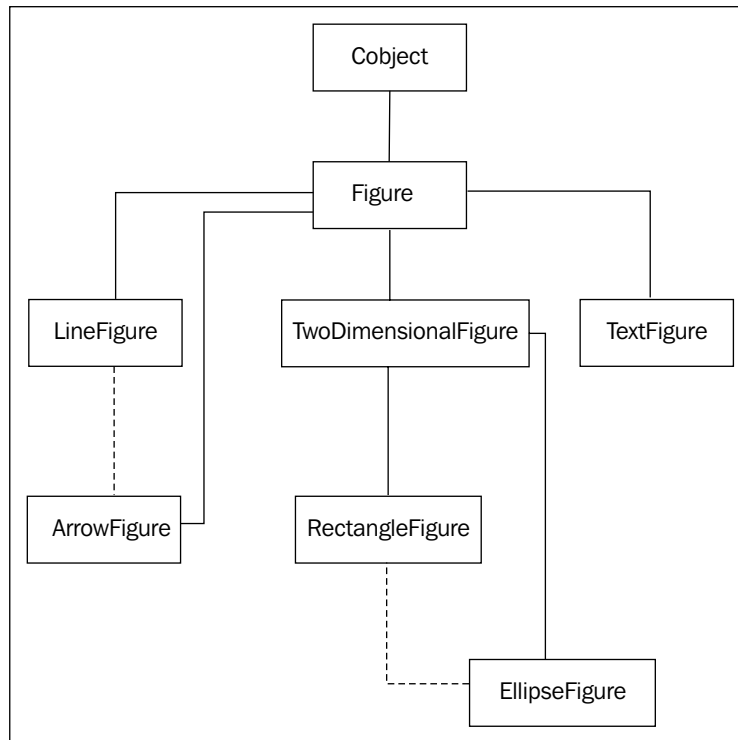 Cobject
Figure
LineFigure
TwoDimensionalFigure
TextFigure
ArrowFigure
RectangleFigure
EllipseFigure